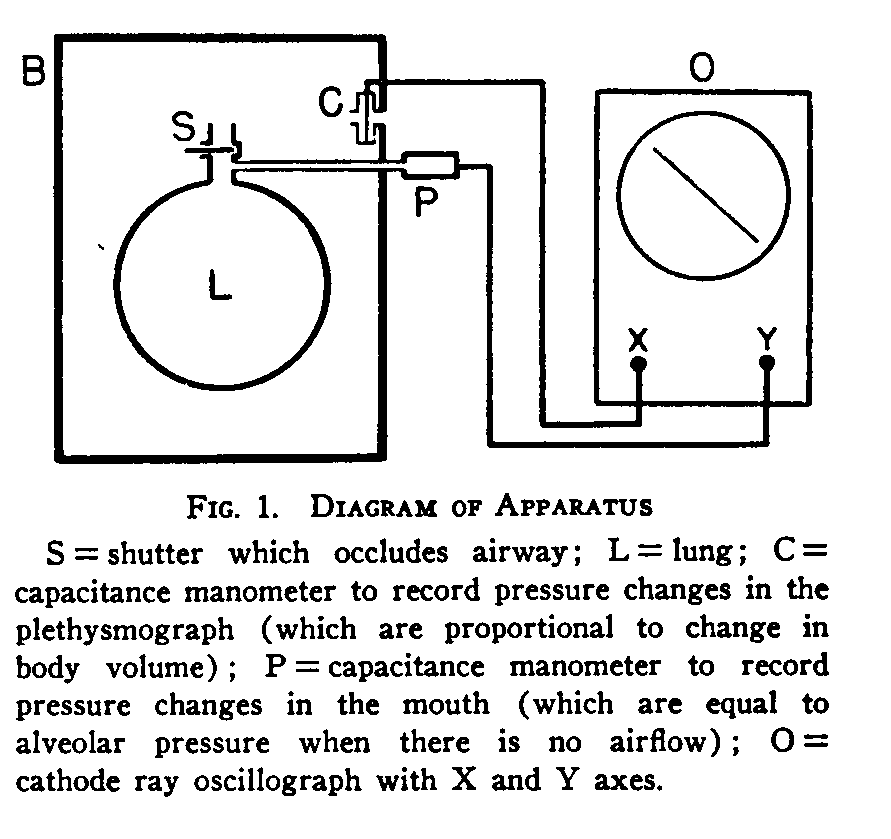 B
O
C
S
P
L
X Y
FIG. 1. DIAGRAM OF APPARATUS
S = shutter which occludes airway; L = lung; C =
capacitance manometer to record pressure changes in the
plethysmograph (which are proportional to change in
body volume); P = capacitance manometer to record
pressure changes in the mouth (which are equal to
alveolar pressure when there is no airflow); O =
cathode ray oscillograph with X and Y axes.